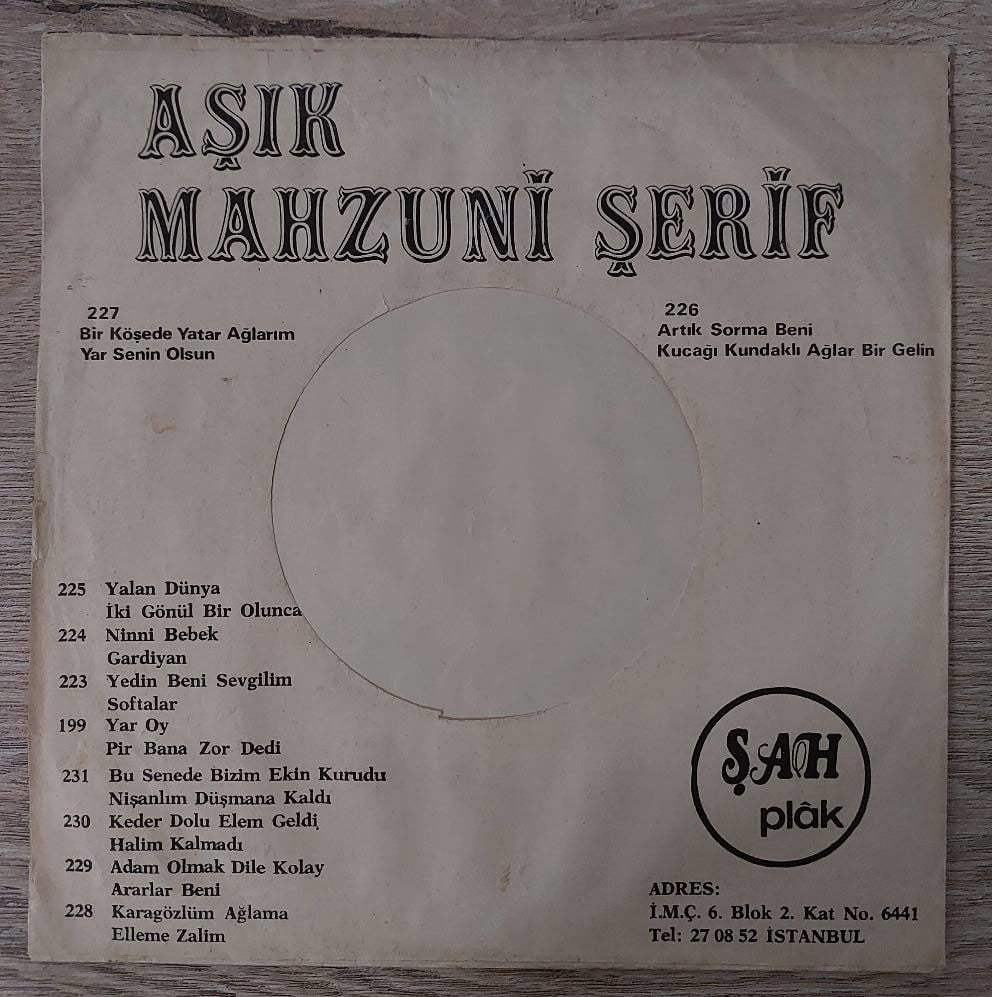 AŞIK
MAHZUNİ ŞERİF
227
Bir Köşede Yatar Ağlarım
Yar Senin Olsun
226
Artık Sorma Beni
Kucağı Kundaklı Ağlar Bir Gelin
225 Yalan Dünya
İki Gönül Bir Olunca
224 Ninni Bebek
Gardiyan
223 Yedin Beni Sevgilim
Softalar
199 Yar Oy
Pir Bana Zor Dedi
231 Bu Senede Bizim Ekin Kurudu
Nişanlım Düşmana Kaldı
230 Keder Dolu Elem Geldi
Halim Kalmadı
229 Adam Olmak Dile Kolay
Ararlar Beni
228 Karagözlüm Ağlama
Elleme Zalim
ŞAH
plâk
ADRES:
İ.M.Ç. 6. Blok 2. Kat No. 6441
Tel: 27 08 52 İSTANBUL